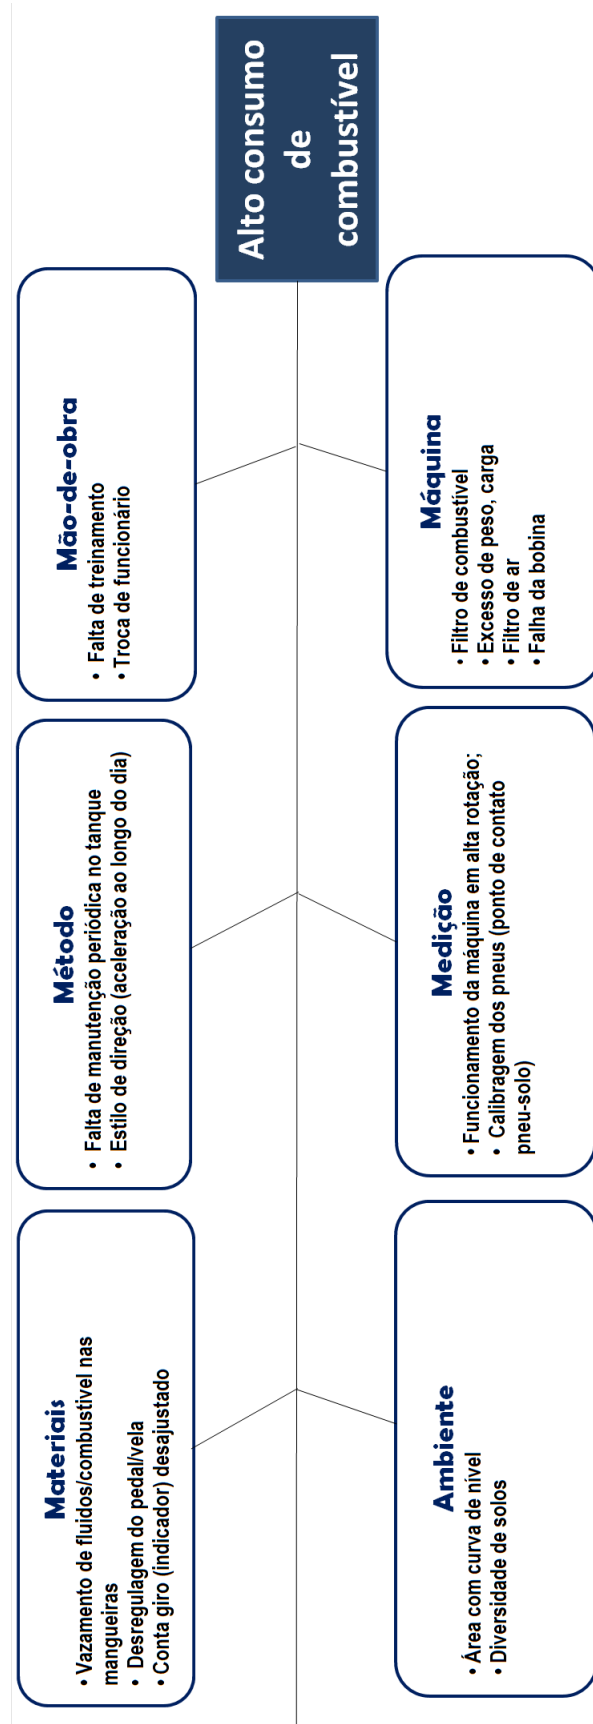 Materiais
• Vazamento de fluidos/combustivel nas
mangueiras
• Desregulagem do pedal/vela
• Conta giro (indicador) desajustado
Método
• Falta de manutenção periódica no tanque
• Estilo de direção (aceleração ao longo do dia)
Mão-de-obra
• Falta de treinamento
• Troca de funcionário
Alto consumo
de
combustível
Ambiente
• Área com curva de nível
• Diversidade de solos
Medição
• Funcionamento da máquina em alta rotação;
• Calibragem dos pneus (ponto de contato
pneu-solo)
Máquina
• Filtro de combustível
• Excesso de peso, carga
• Filtro de ar
• Falha da bobina